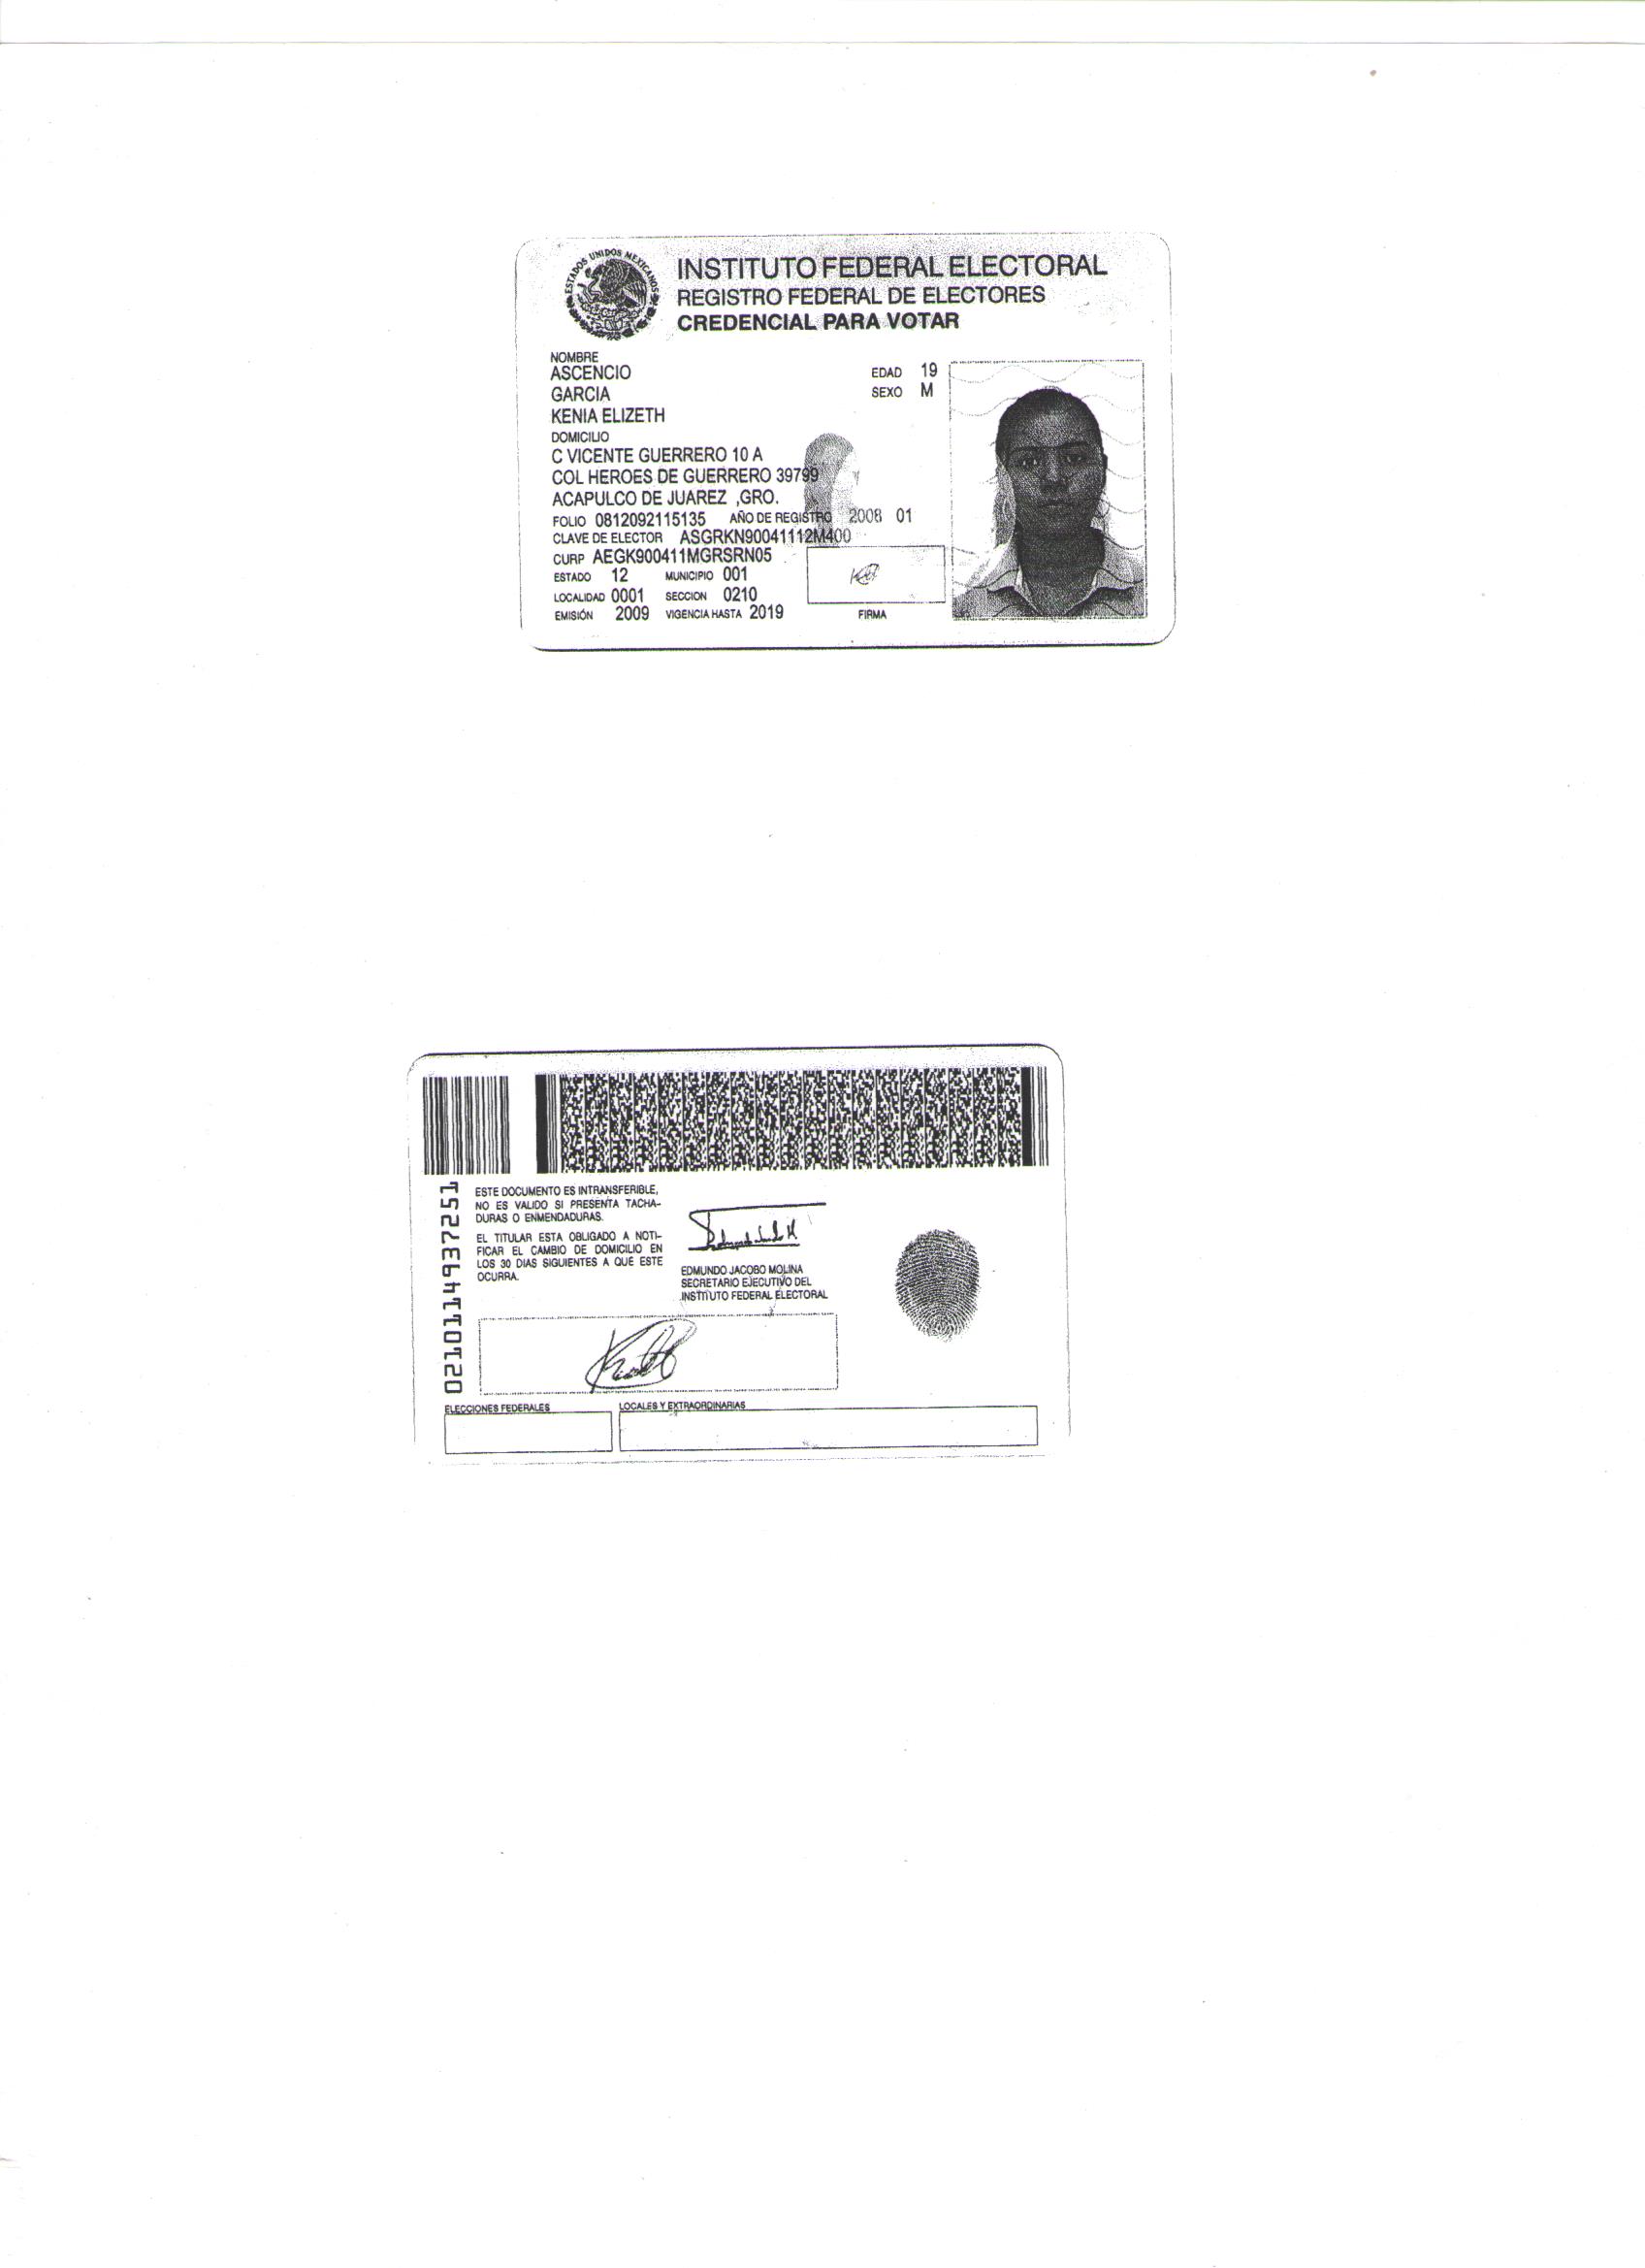 ESTADOS UNIDOS MEXICANOS
INSTITUTO FEDERAL ELECTORAL
REGISTRO FEDERAL DE ELECTORES
CREDENCIAL PARA VOTAR
NOMBRE
ASCENCIO
GARCIA
KENIA ELIZETH
EDAD 19
SEXO M
DOMICILIO
C VICENTE GUERRERO 10 A
COL HEROES DE GUERRERO 39799
ACAPULCO DE JUAREZ ,GRO.
FOLIO 0812092115135 AÑO DE REGISTRO 2008 01
CLAVE DE ELECTOR ASGRKN90041112M400
CURP AEGK900411MGRSRN05
ESTADO 12 MUNICIPIO 001
LOCALIDAD 0001 SECCION 0210
EMISIÓN 2009 VIGENCIA HASTA 2019
FIRMA
0210114937251
ESTE DOCUMENTO ES INTRANSFERIBLE,
NO ES VALIDO SI PRESENTA TACHA-
DURAS O ENMENDADURAS.
EL TITULAR ESTA OBLIGADO A NOTI-
FICAR EL CAMBIO DE DOMICILIO EN
LOS 30 DIAS SIGUIENTES A QUE ESTE
OCURRA.
EDMUNDO JACOBO MOLINA
SECRETARIO EJECUTIVO DEL
INSTITUTO FEDERAL ELECTORAL
ELECCIONES FEDERALES
LOCALES Y EXTRAORDINARIAS